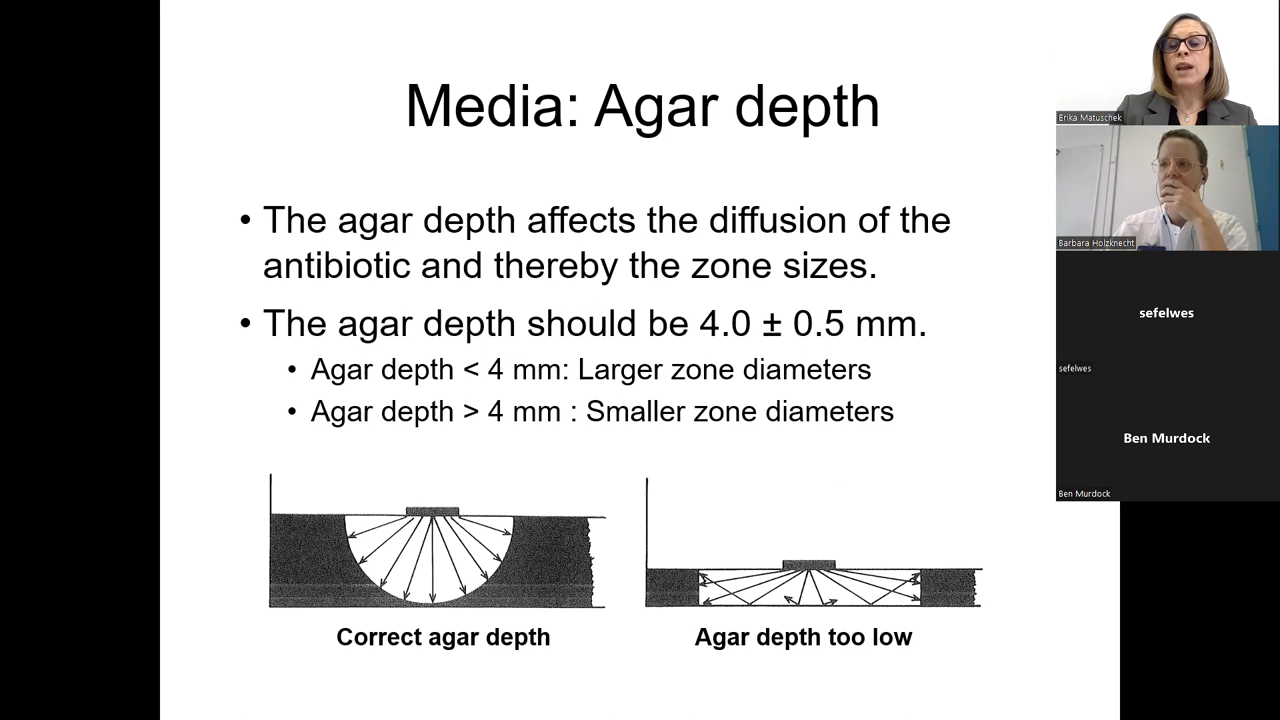 Media: Agar depth
• The agar depth affects the diffusion of the
antibiotic and thereby the zone sizes.
• The agar depth should be 4.0 ± 0.5 mm.
• Agar depth < 4 mm: Larger zone diameters
• Agar depth > 4 mm : Smaller zone diameters
Correct agar depth
Agar depth too low
Erika Matuschek
Barbara Holzknecht
sefelwes
sefelwes
Ben Murdock
Ben Murdock